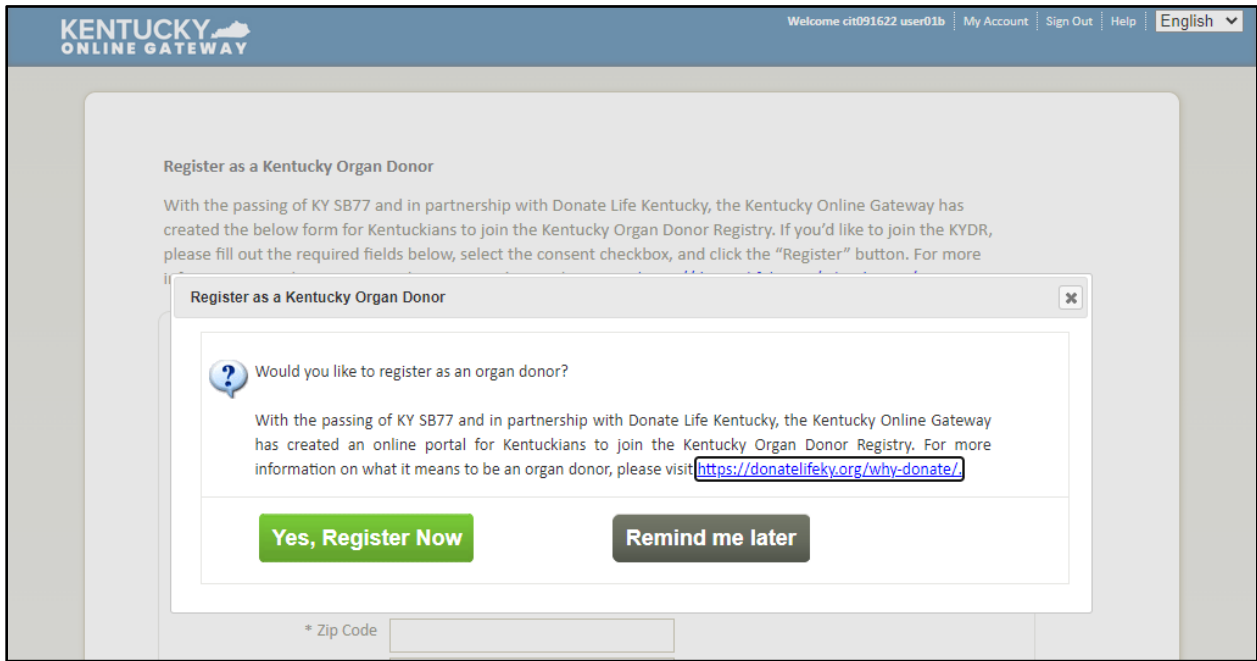 KENTUCKY
ONLINE GATEWAY
Welcome cit091622 user01b My Account Sign Out Help English
Register as a Kentucky Organ Donor
With the passing of KY SB77 and in partnership with Donate Life Kentucky, the Kentucky Online Gateway has
created the below form for Kentuckians to join the Kentucky Organ Donor Registry. If you'd like to join the KYDR,
please fill out the required fields below, select the consent checkbox, and click the “Register” button. For more
Register as a Kentucky Organ Donor
Would you like to register as an organ donor?
With the passing of KY SB77 and in partnership with Donate Life Kentucky, the Kentucky Online Gateway
has created an online portal for Kentuckians to join the Kentucky Organ Donor Registry. For more
information on what it means to be an organ donor, please visit https://donatelifeky.org/why-donate/.
Yes, Register Now
Remind me later
* Zip Code